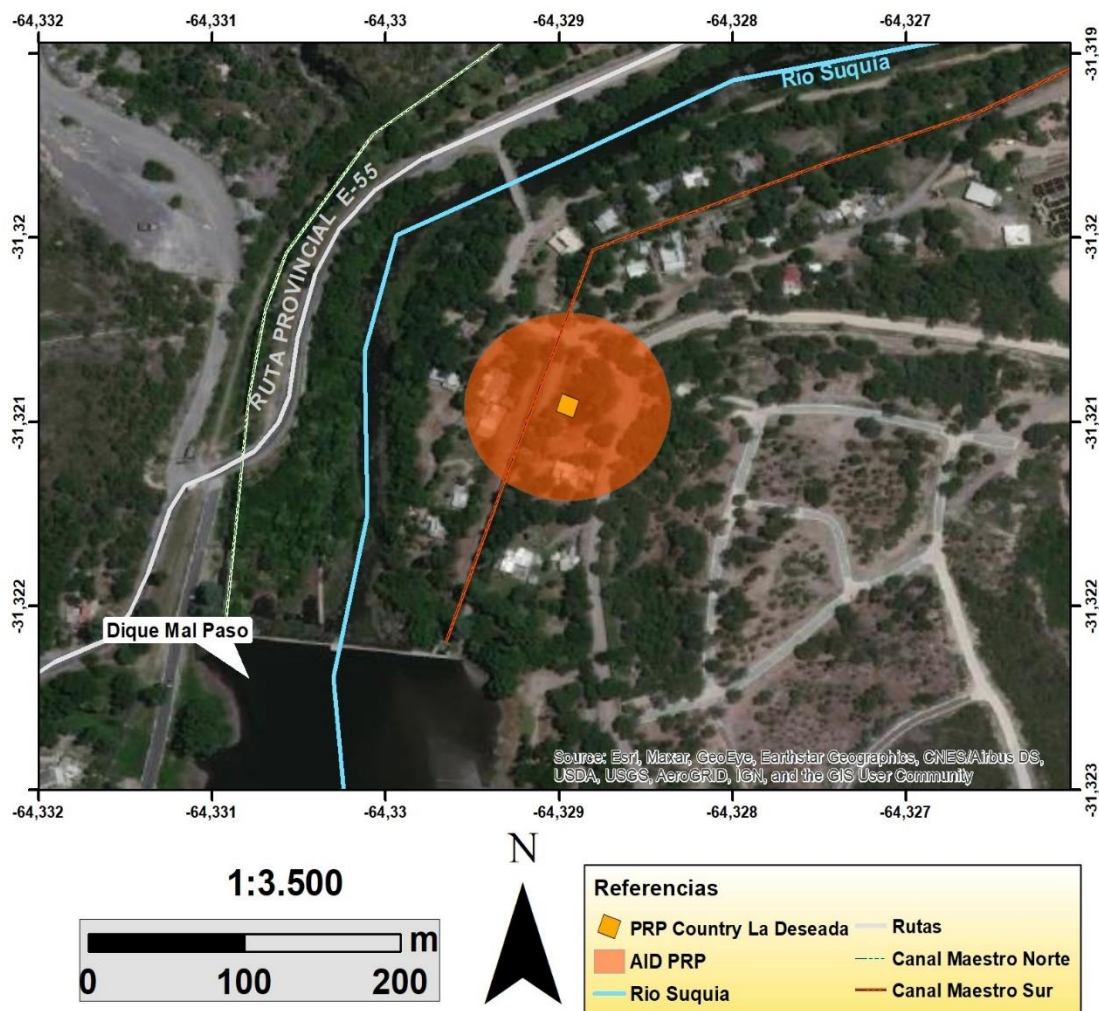 -64,332 -64,331 -64,33 -64,329 -64,328 -64,327
-31,319
-31,32 -31,32
-31,321 -31,321
-31,322 -31,322
-31,323
Río Suquía
RUTA PROVINCIAL E-55
Dique Mal Paso
Source: Esri, Maxar, GeoEye, Earthstar Geographics, CNES/Airbus DS,
USDA, USGS, AeroGRID, IGN, and the GIS User Community
-64,332 -64,331 -64,33 -64,329 -64,328 -64,327
1:3.500
m
0 100 200
N
Referencias
PRP Country La Deseada
AID PRP
Rio Suquia
Rutas
Canal Maestro Norte
Canal Maestro Sur